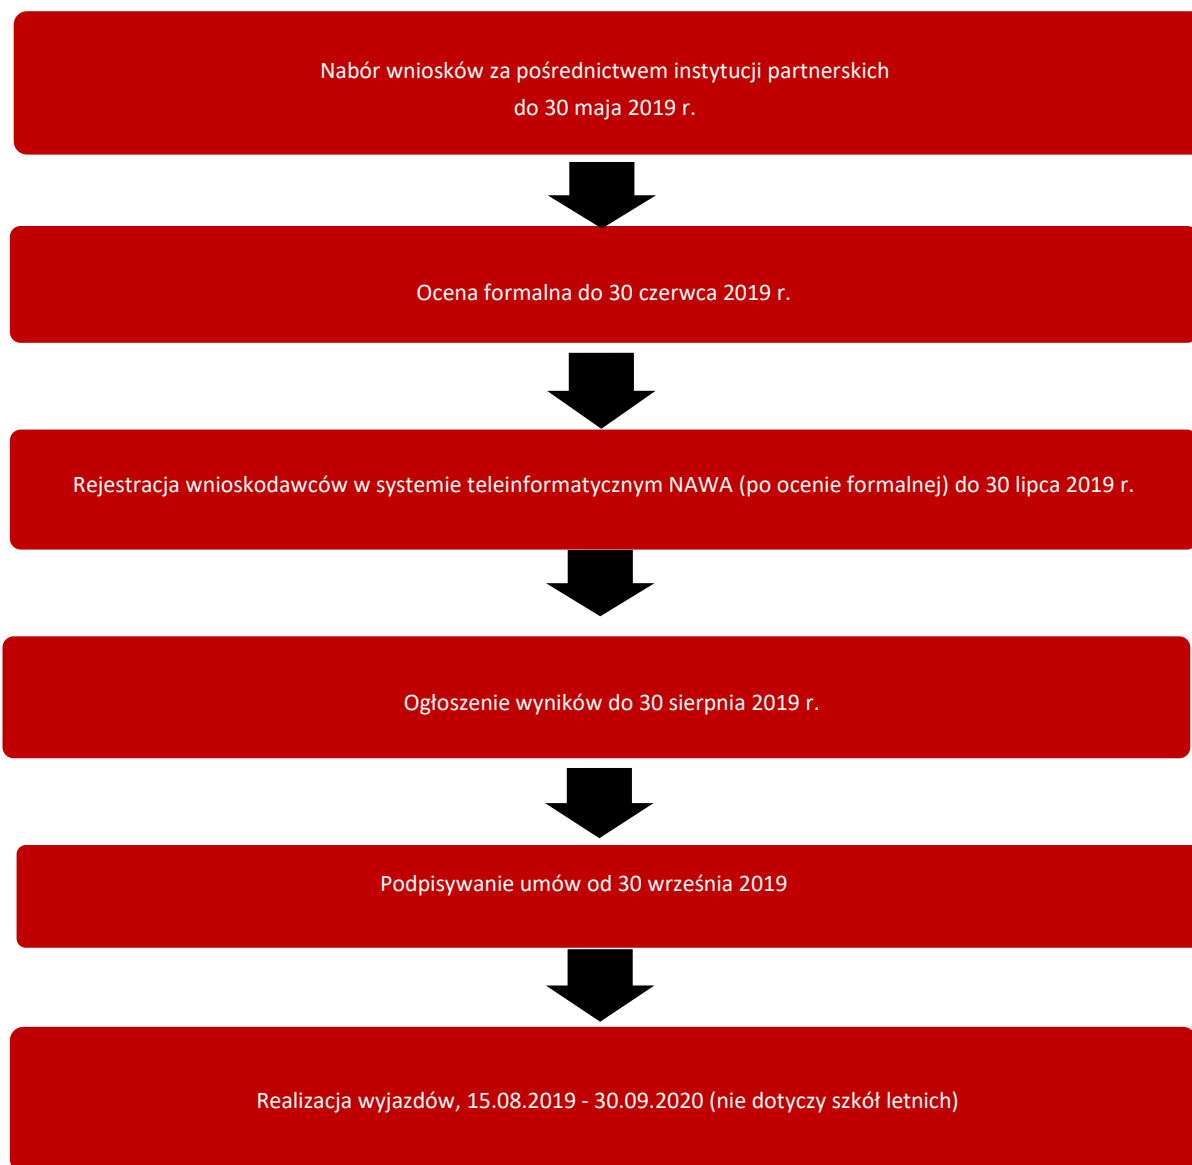 Nabór wniosków za pośrednictwem instytucji partnerskich
do 30 maja 2019 r.
Ocena formalna do 30 czerwca 2019 r.
Rejestracja wnioskodawców w systemie teleinformatycznym NAWA (po ocenie formalnej) do 30 lipca 2019 r.
Ogłoszenie wyników do 30 sierpnia 2019 r.
Podpisywanie umów od 30 września 2019
Realizacja wyjazdów, 15.08.2019 - 30.09.2020 (nie dotyczy szkół letnich)